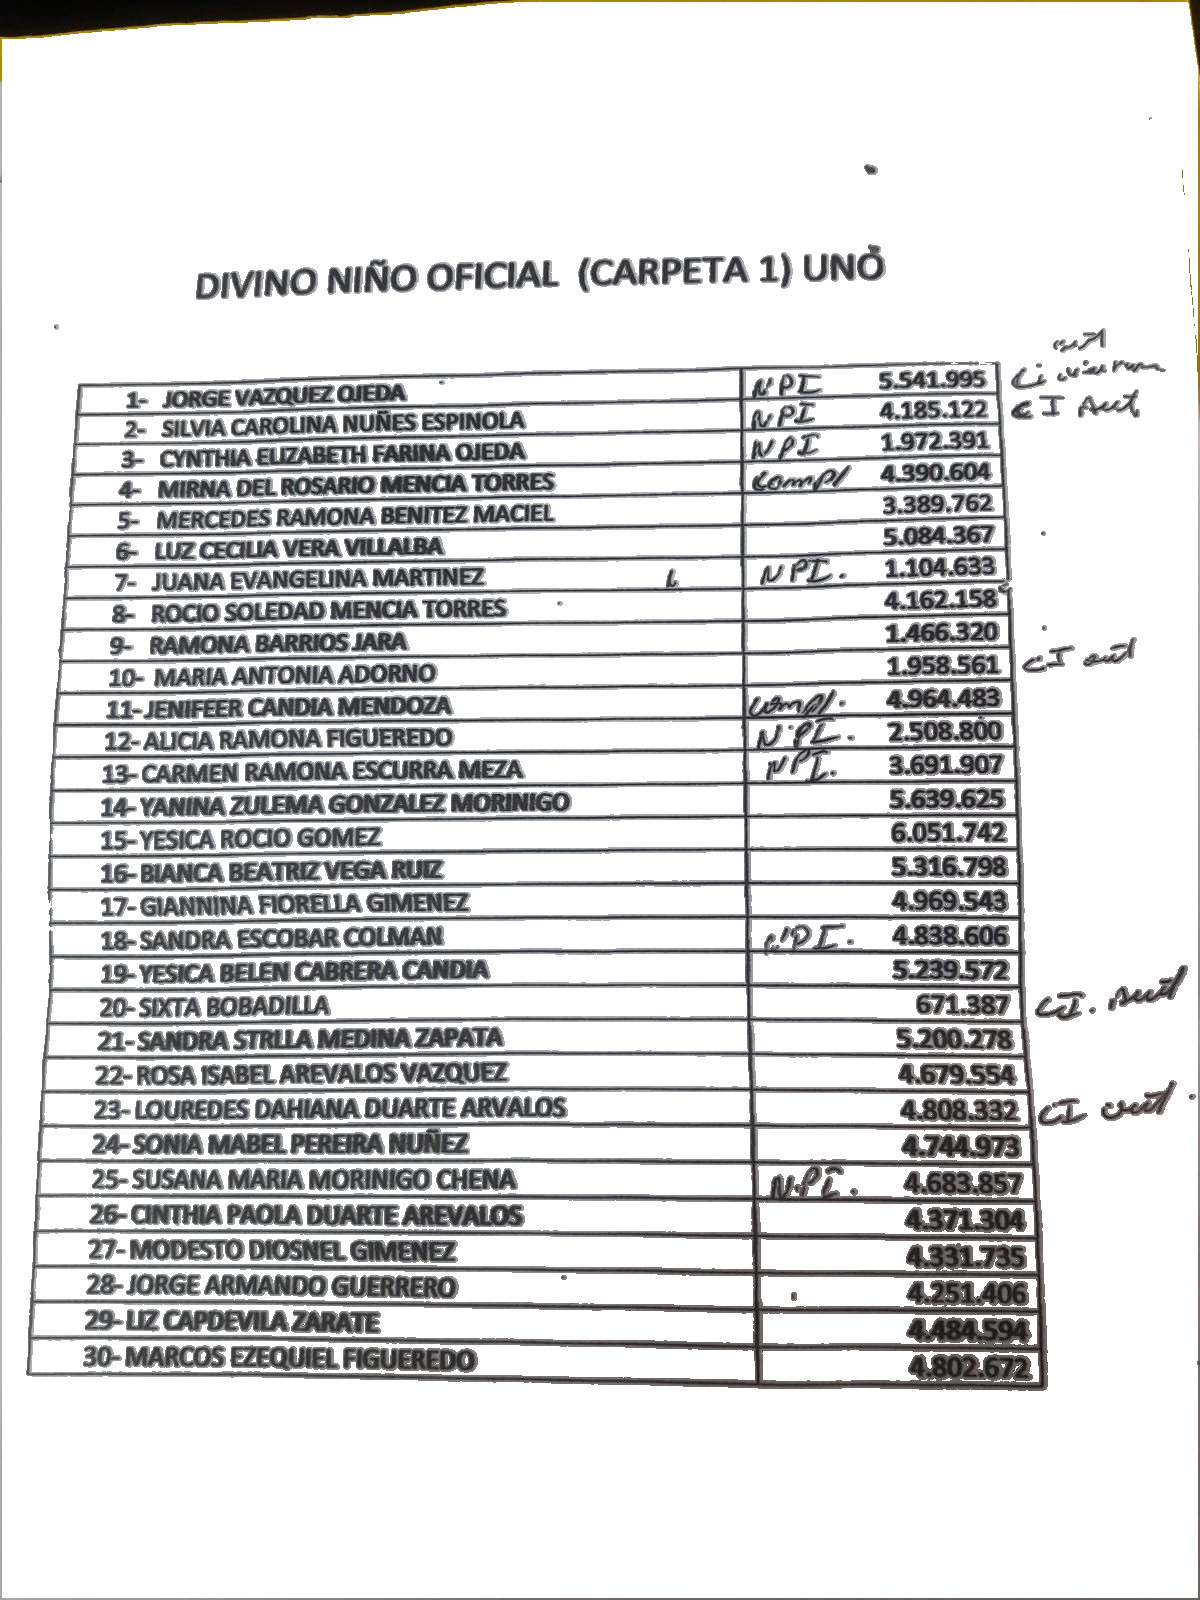 DIVINO NIÑO OFICIAL (CARPETA 1) UNO
1- JORGE VAZQUEZ OJEDA NPI 5.541.995 Ci
2- SILVIA CAROLINA NUÑES ESPINOLA NPI 4.185.122 CI Aut
3- CYNTHIA ELIZABETH FARINA OJEDA NPI 1.972.391
4- MIRNA DEL ROSARIO MENCIA TORRES compl 4.390.604
5- MERCEDES RAMONA BENITEZ MACIEL 3.389.762
6- LUZ CECILIA VERA VILLALBA 5.084.367
7- JUANA EVANGELINA MARTINEZ NPI. 1.104.633
8- ROCIO SOLEDAD MENCIA TORRES 4.162.158
9- RAMONA BARRIOS JARA 1.466.320
10- MARIA ANTONIA ADORNO 1.958.561 CI aut
11- JENIFEER CANDIA MENDOZA compl. 4.964.483
12- ALICIA RAMONA FIGUEREDO N.PI. 2.508.800
13- CARMEN RAMONA ESCURRA MEZA NPI. 3.691.907
14- YANINA ZULEMA GONZALEZ MORINIGO 5.639.625
15- YESICA ROCIO GOMEZ 6.051.742
16- BIANCA BEATRIZ VEGA RUIZ 5.316.798
17- GIANNINA FIORELLA GIMENEZ 4.969.543
18- SANDRA ESCOBAR COLMAN N'PI. 4.838.606
19- YESICA BELEN CABRERA CANDIA 5.239.572
20- SIXTA BOBADILLA 671.387 CI. Aut
21- SANDRA STRLLA MEDINA ZAPATA 5.200.278
22- ROSA ISABEL AREVALOS VAZQUEZ 4.679.554
23- LOUREDES DAHIANA DUARTE ARVALOS 4.808.332 CI aut
24- SONIA MABEL PEREIRA NUÑEZ 4.744.973
25- SUSANA MARIA MORINIGO CHENA N.PI. 4.683.857
26- CINTHIA PAOLA DUARTE AREVALOS 4.371.304
27- MODESTO DIOSNEL GIMENEZ 4.331.735
28- JORGE ARMANDO GUERRERO 4.251.406
29- LIZ CAPDEVILA ZARATE 4.484.594
30- MARCOS EZEQUIEL FIGUEREDO 4.802.672